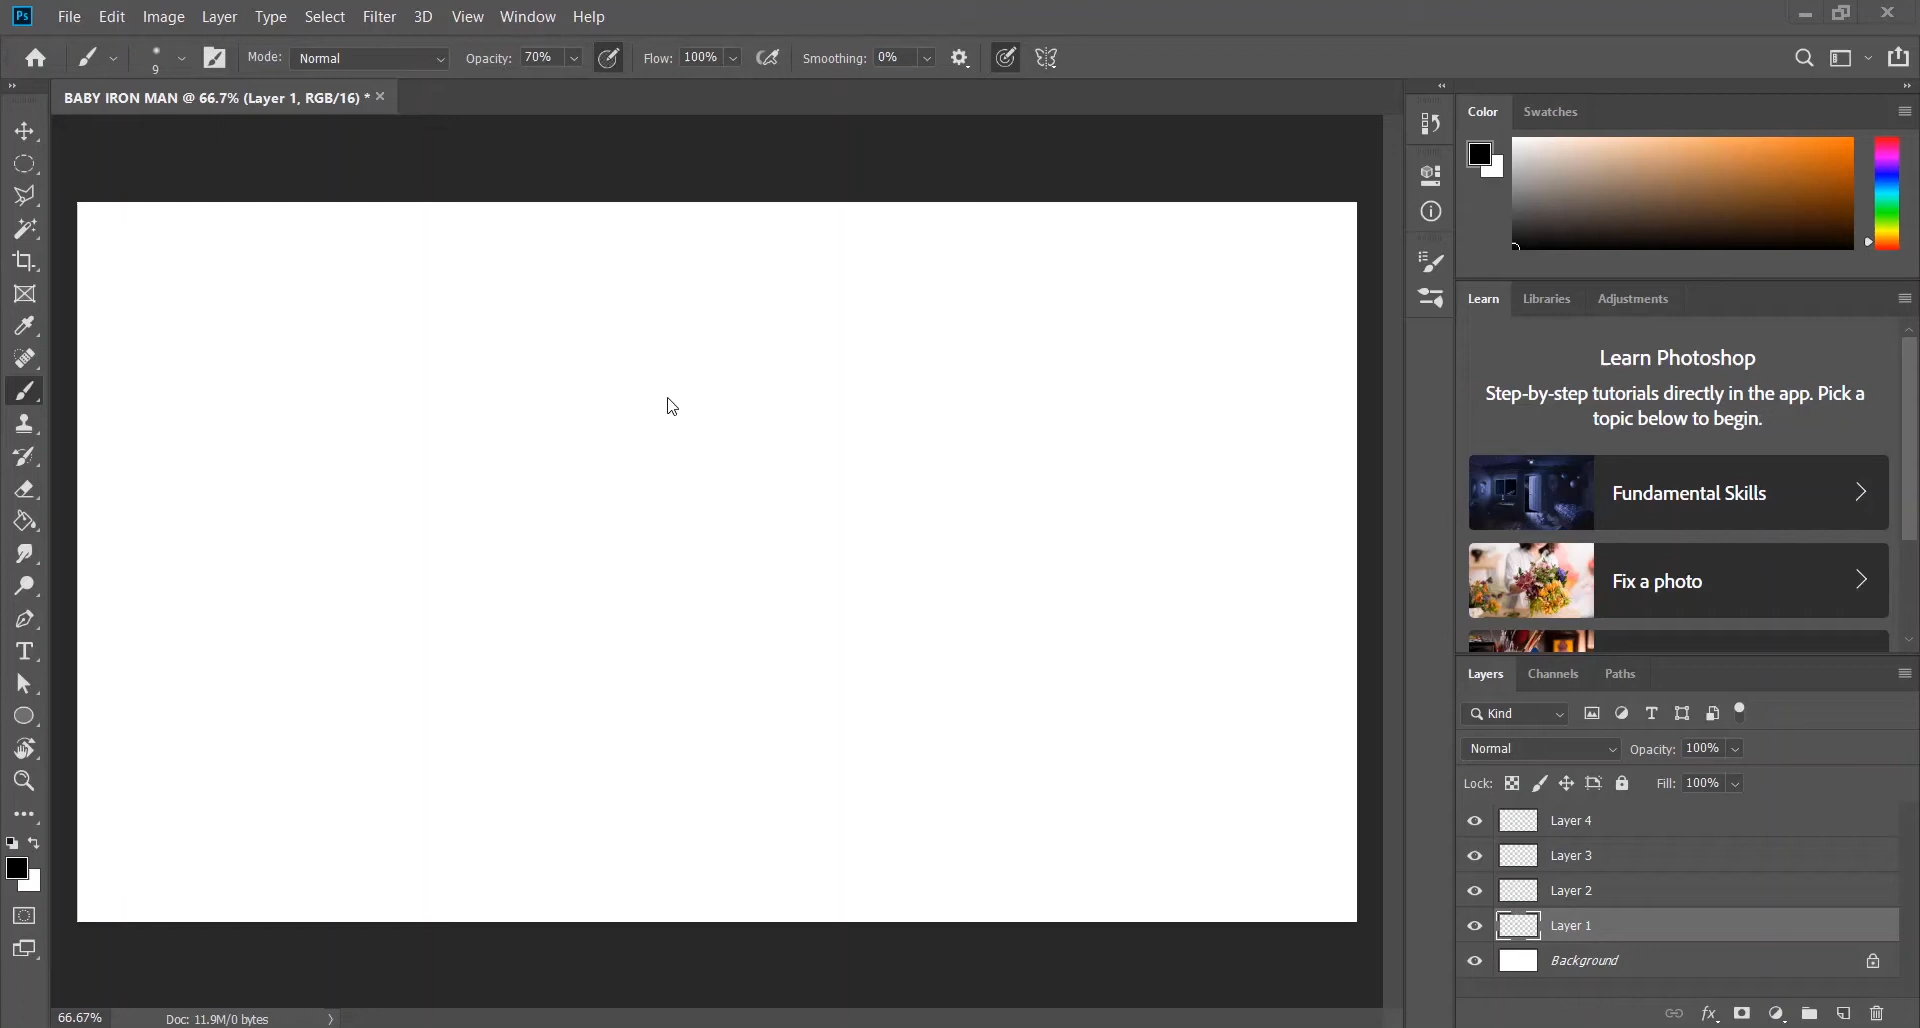 Ps File Edit Image Layer Type Select Filter 3D View Window Help
9 Mode: Normal Opacity: 70% Flow: 100% Smoothing: 0%
BABY IRON MAN @ 66.7% (Layer 1, RGB/16) *
Color Swatches
Learn Libraries Adjustments
Learn Photoshop
Step-by-step tutorials directly in the app. Pick a
topic below to begin.
Fundamental Skills
Fix a photo
Layers Channels Paths
Kind
Normal Opacity: 100%
Lock: Fill: 100%
Layer 4
Layer 3
Layer 2
Layer 1
Background
66.67% Doc: 11.9M/0 bytes